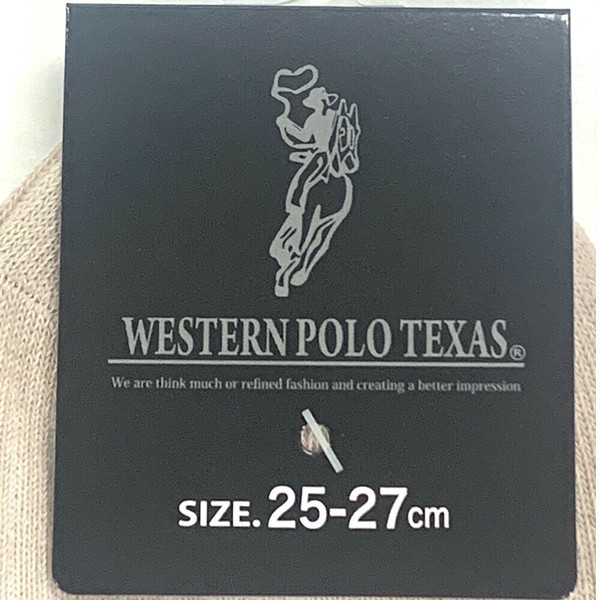 WESTERN POLO TEXAS®
We are think much or refined fashion and creating a better impression
SIZE. 25-27cm